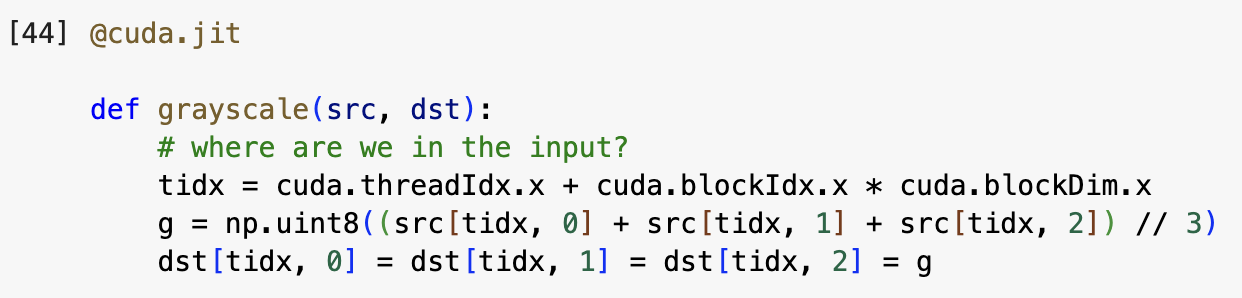 [44] @cuda.jit
def grayscale(src, dst):
# where are we in the input?
tidx = cuda.threadIdx.x + cuda.blockIdx.x * cuda.blockDim.x
g = np.uint8((src[tidx, 0] + src[tidx, 1] + src[tidx, 2]) // 3)
dst[tidx, 0] = dst[tidx, 1] = dst[tidx, 2] = g